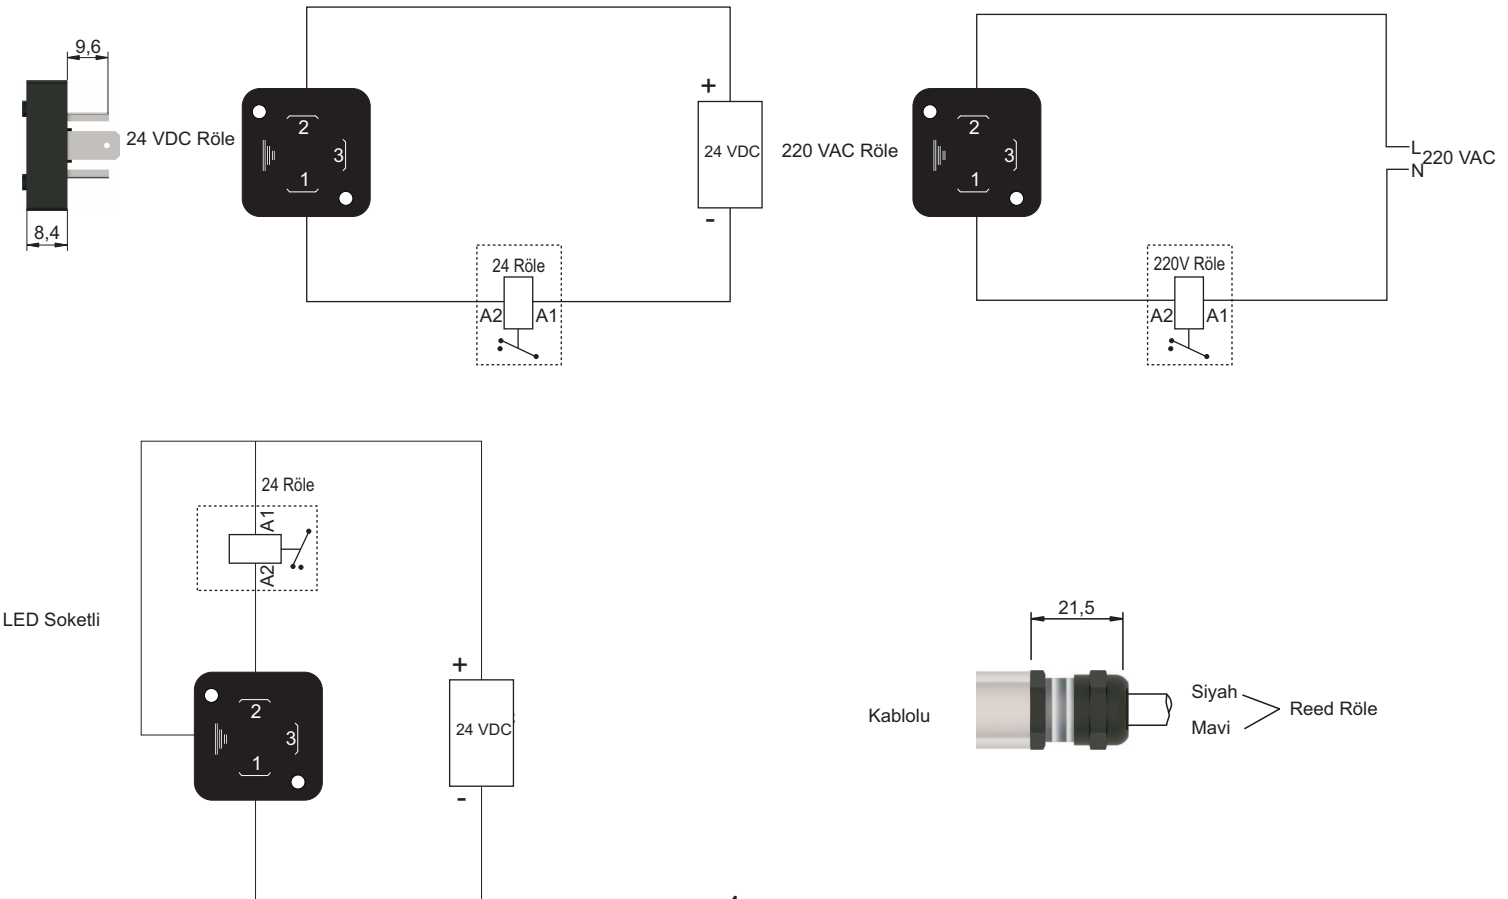 9,6
8,4
24 VDC Röle
2
3
1
+
24 VDC
-
24 Röle
A2 A1
220 VAC Röle
2
3
1
L
N
220 VAC
220V Röle
A2 A1
LED Soketli
24 Röle
A1
A2
2
3
1
+
24 VDC
-
Kablolu
21,5
Siyah
Mavi
Reed Röle